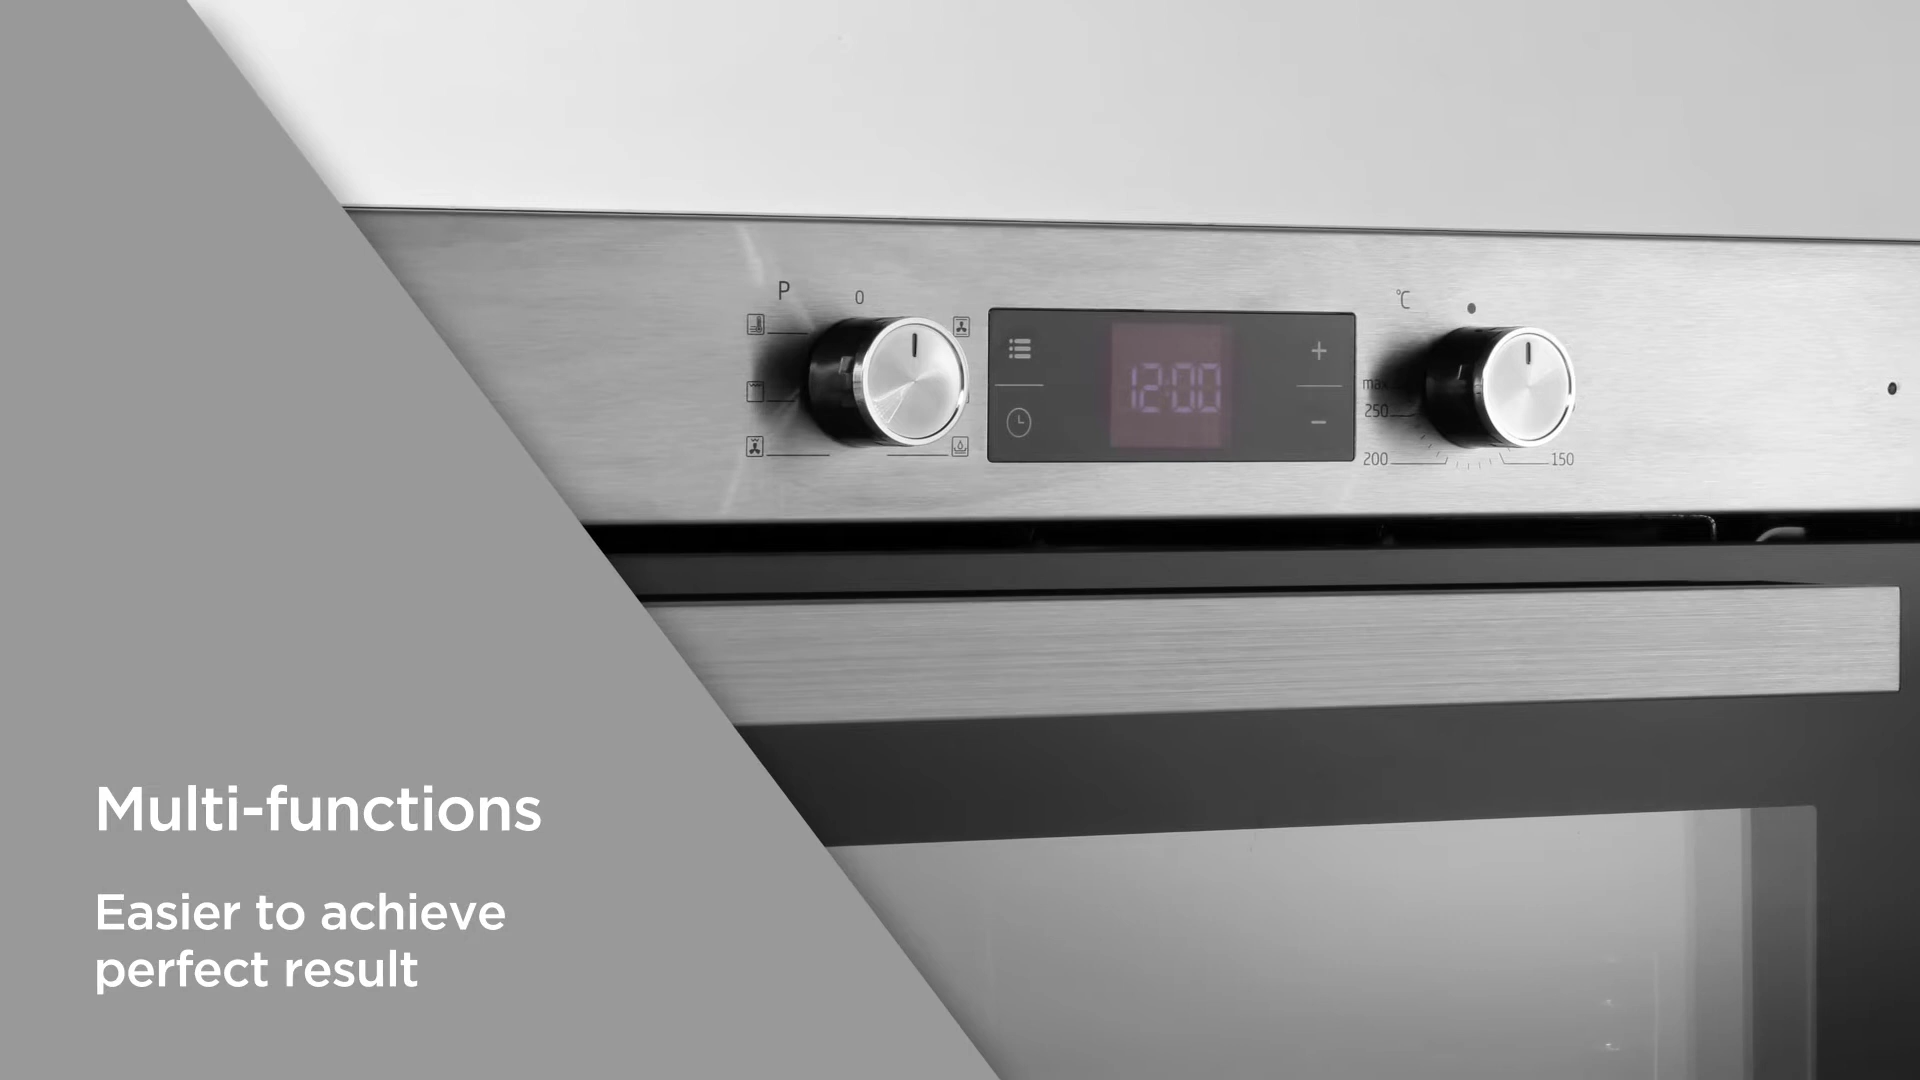 P
0
12:00
+
-
°C
max
250
200
150
Multi-functions
Easier to achieve
perfect result